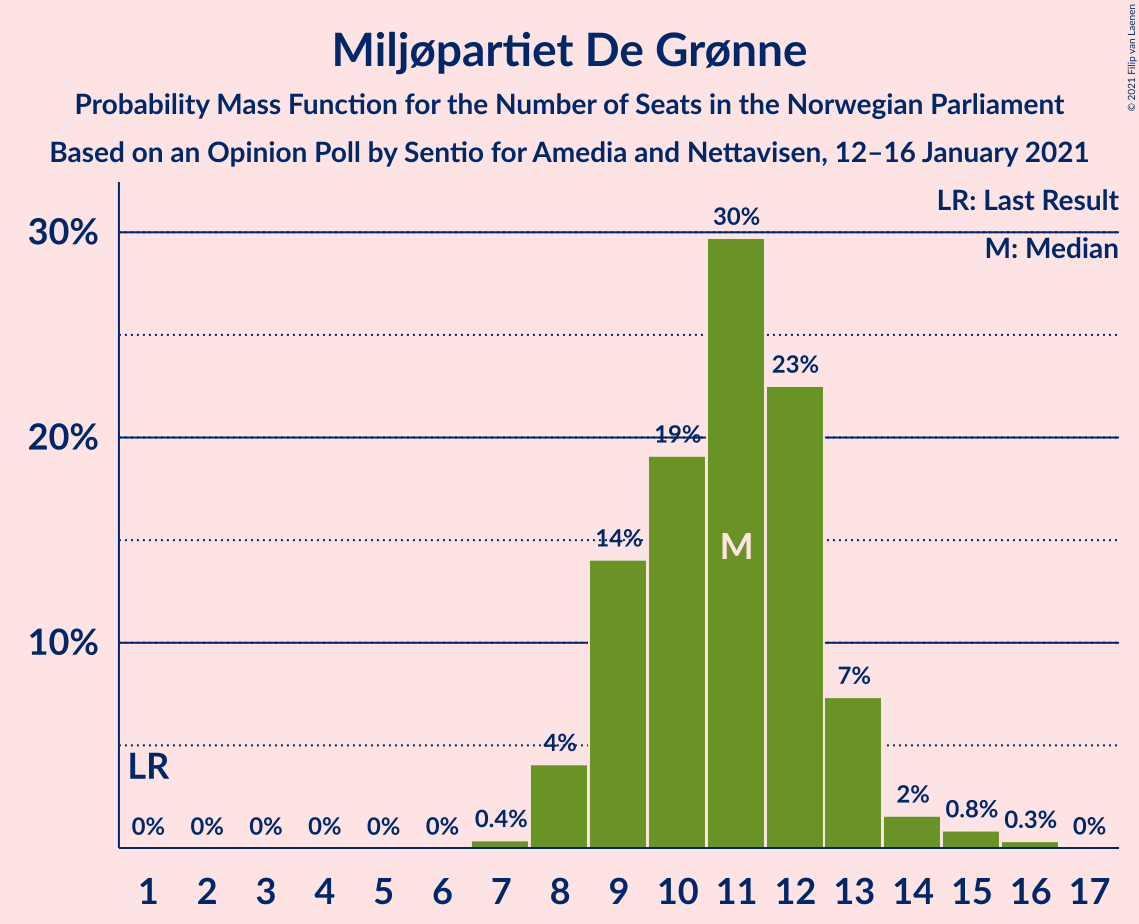 Miljøpartiet De Grønne
Probability Mass Function for the Number of Seats in the Norwegian Parliament
Based on an Opinion Poll by Sentio for Amedia and Nettavisen, 12–16 January 2021
© 2021 Filip van Laenen
LR: Last Result
M: Median
30%
20%
10%
LR
M
0% 0% 0% 0% 0% 0% 0.4% 4% 14% 19% 30% 23% 7% 2% 0.8% 0.3% 0%
1 2 3 4 5 6 7 8 9 10 11 12 13 14 15 16 17